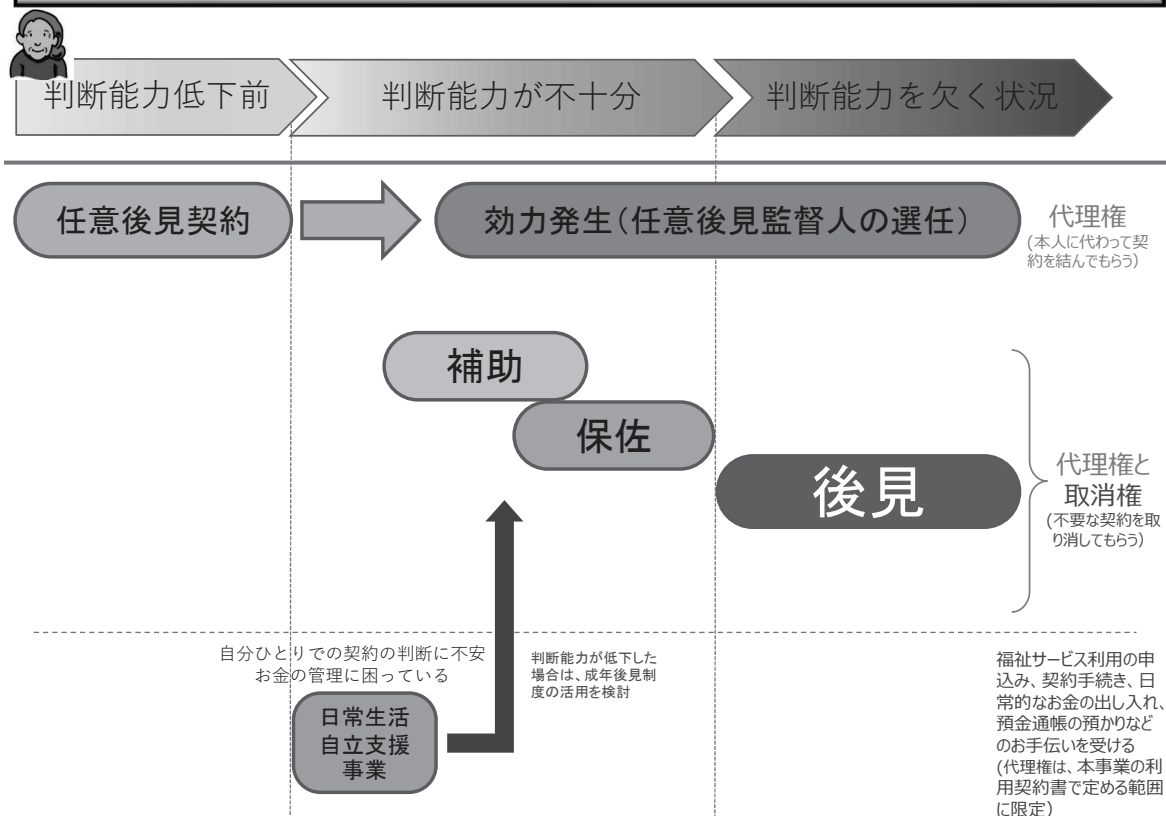 判断能力低下前
判断能力が不十分
判断能力を欠く状況
任意後見契約
効力発生(任意後見監督人の選任)
代理権
(本人に代わって契
約を結んでもらう)
補助
保佐
後見
代理権と
取消権
(不要な契約を取
り消してもらう)
自分ひとりでの契約の判断に不安
お金の管理に困っている
日常生活
自立支援
事業
判断能力が低下した
場合は、成年後見制
度の活用を検討
福祉サービス利用の申
込み、契約手続き、日
常的なお金の出し入れ、
預金通帳の預かりなど
のお手伝いを受ける
(代理権は、本事業の利
用契約書で定める範囲
に限定)